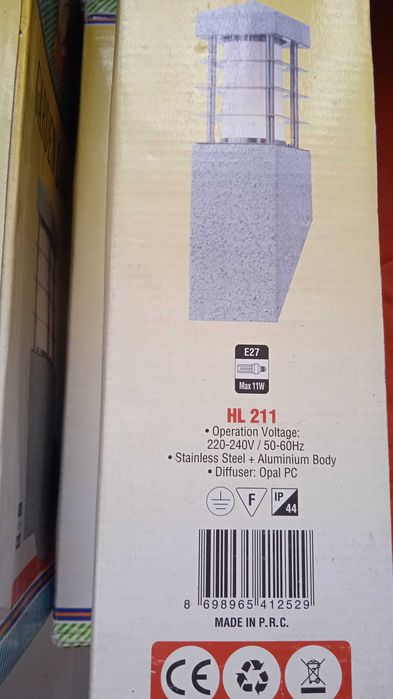 GARDEN
E27
Max 11W
HL 211
• Operation Voltage:
220-240V / 50-60Hz
• Stainless Steel + Aluminium Body
• Diffuser: Opal PC
F
IP
44
8 698965 412529
MADE IN P.R.C.
CE